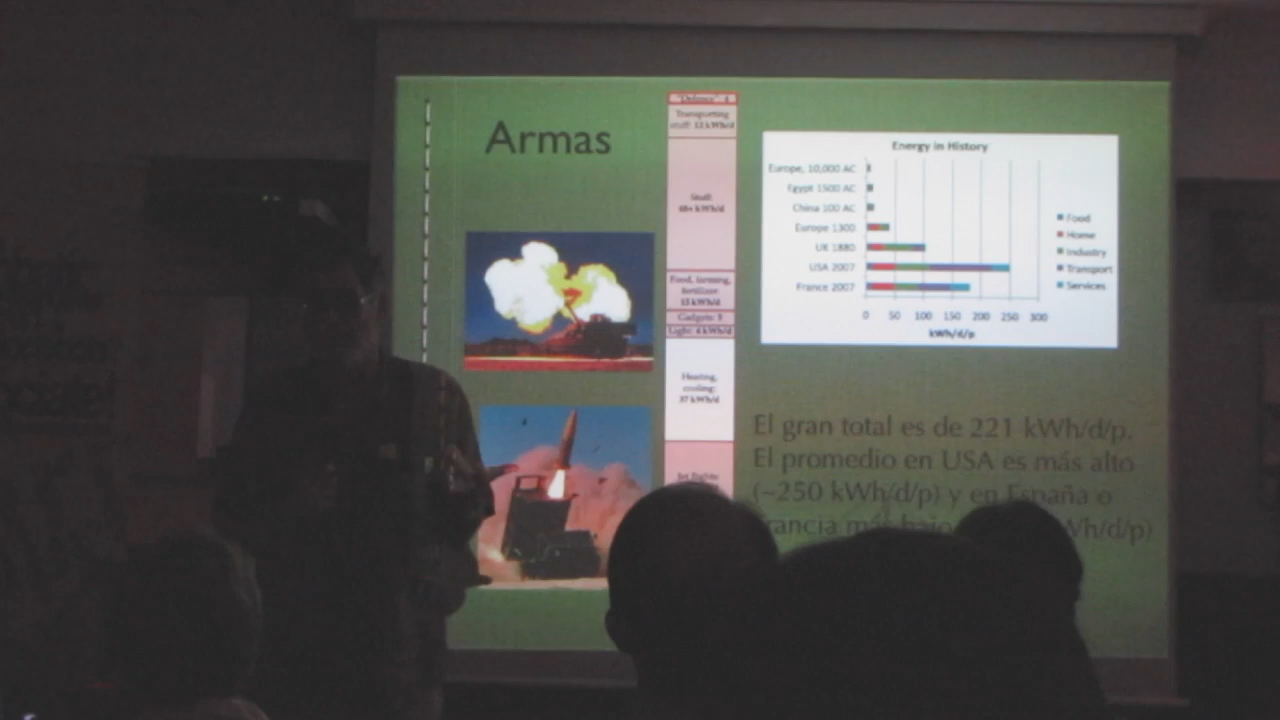 Armas
"Defence": 4
Transporting
stuff: 12 kWh/d
Stuff:
48+ kWh/d
Food, farming,
fertilizer:
15 kWh/d
Gadgets: 5
Light: 4 kWh/d
Heating,
cooling:
37 kWh/d
Jet flights:
Energy in History
Europe, 10,000 AC
Egypt 1500 AC
China 100 AC
Europe 1300
UK 1880
USA 2007
France 2007
0 50 100 150 200 250 300
kWh/d/p
Food
Home
Industry
Transport
Services
El gran total es de 221 kWh/d/p.
El promedio en USA es más alto
(~250 kWh/d/p) y en España o
Francia más bajo kWh/d/p)